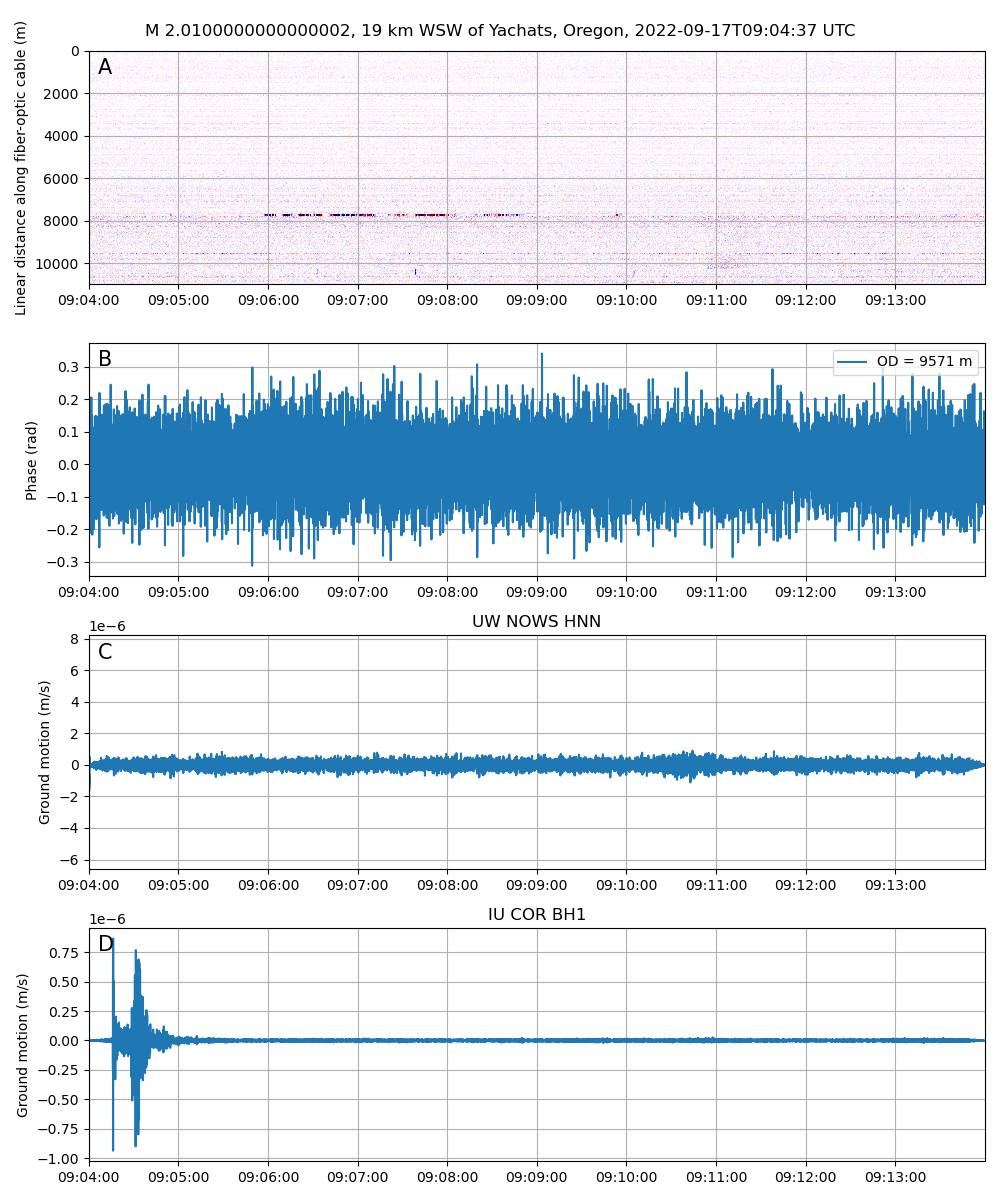 M 2.0100000000000002, 19 km WSW of Yachats, Oregon, 2022-09-17T09:04:37 UTC
Linear distance along fiber-optic cable (m)
A
0
2000
4000
6000
8000
10000
09:04:00 09:05:00 09:06:00 09:07:00 09:08:00 09:09:00 09:10:00 09:11:00 09:12:00 09:13:00
Phase (rad)
B
OD = 9571 m
0.3
0.2
0.1
0.0
−0.1
−0.2
−0.3
09:04:00 09:05:00 09:06:00 09:07:00 09:08:00 09:09:00 09:10:00 09:11:00 09:12:00 09:13:00
UW NOWS HNN
1e−6
Ground motion (m/s)
C
8
6
4
2
0
−2
−4
−6
09:04:00 09:05:00 09:06:00 09:07:00 09:08:00 09:09:00 09:10:00 09:11:00 09:12:00 09:13:00
IU COR BH1
1e−6
Ground motion (m/s)
D
0.75
0.50
0.25
0.00
−0.25
−0.50
−0.75
−1.00
09:04:00 09:05:00 09:06:00 09:07:00 09:08:00 09:09:00 09:10:00 09:11:00 09:12:00 09:13:00